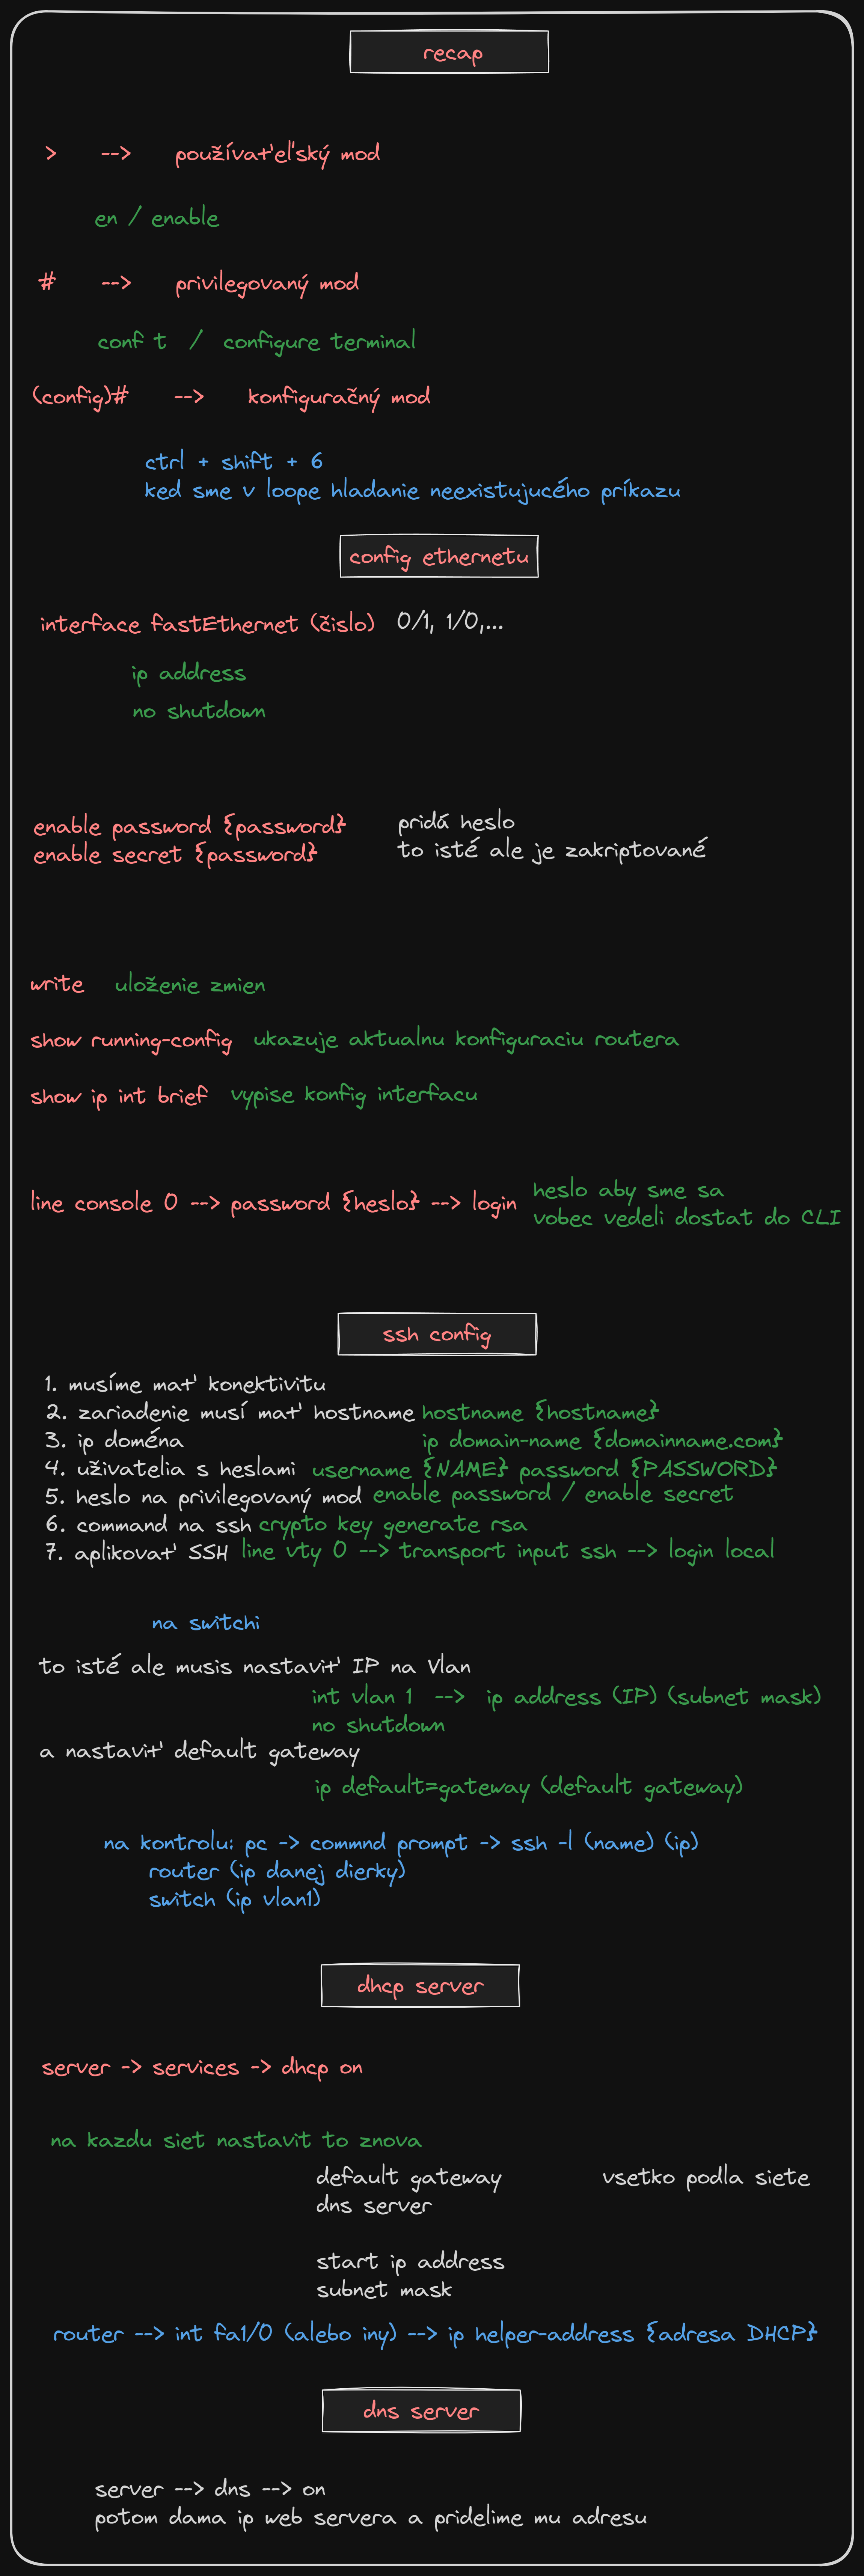 recap
> --> používateľský mod
en / enable
# --> privilegovaný mod
conf t / configure terminal
(config)# --> konfiguračný mod
ctrl + shift + 6
ked sme v loope hladanie neexistujucého príkazu
config ethernetu
interface fastEthernet (čislo) 0/1, 1/0,...
ip address
no shutdown
enable password {password} pridá heslo
enable secret {password} to isté ale je zakriptované
write uloženie zmien
show running-config ukazuje aktualnu konfiguraciu routera
show ip int brief vypise konfig interfacu
line console 0 --> password {heslo} --> login heslo aby sme sa
vobec vedeli dostat do CLI
ssh config
1. musíme mať konektivitu
2. zariadenie musí mať hostname hostname {hostname}
3. ip doména ip domain-name {domainname.com}
4. uživatelia s heslami username {NAME} password {PASSWORD}
5. heslo na privilegovaný mod enable password / enable secret
6. command na ssh crypto key generate rsa
7. aplikovať SSH line vty 0 --> transport input ssh --> login local
na switchi
to isté ale musis nastaviť IP na Vlan
int vlan 1 --> ip address (IP) (subnet mask)
no shutdown
a nastaviť default gateway
ip default=gateway (default gateway)
na kontrolu: pc -> commnd prompt -> ssh -l (name) (ip)
router (ip danej dierky)
switch (ip vlan1)
dhcp server
server -> services -> dhcp on
na kazdu siet nastavit to znova
default gateway vsetko podla siete
dns server
start ip address
subnet mask
router --> int fa1/0 (alebo iny) --> ip helper-address {adresa DHCP}
dns server
server --> dns --> on
potom dama ip web servera a pridelime mu adresu